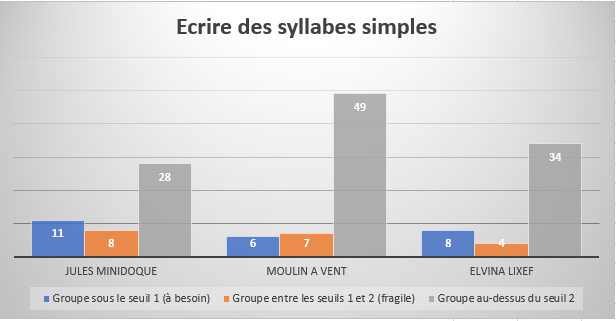 Ecrire des syllabes simples
49
34
28
11
8
6
7
8
4
JULES MINIDOQUE
MOULIN A VENT
ELVINA LIXEF
Groupe sous le seuil 1 (à besoin)
Groupe entre les seuils 1 et 2 (fragile)
Groupe au-dessus du seuil 2